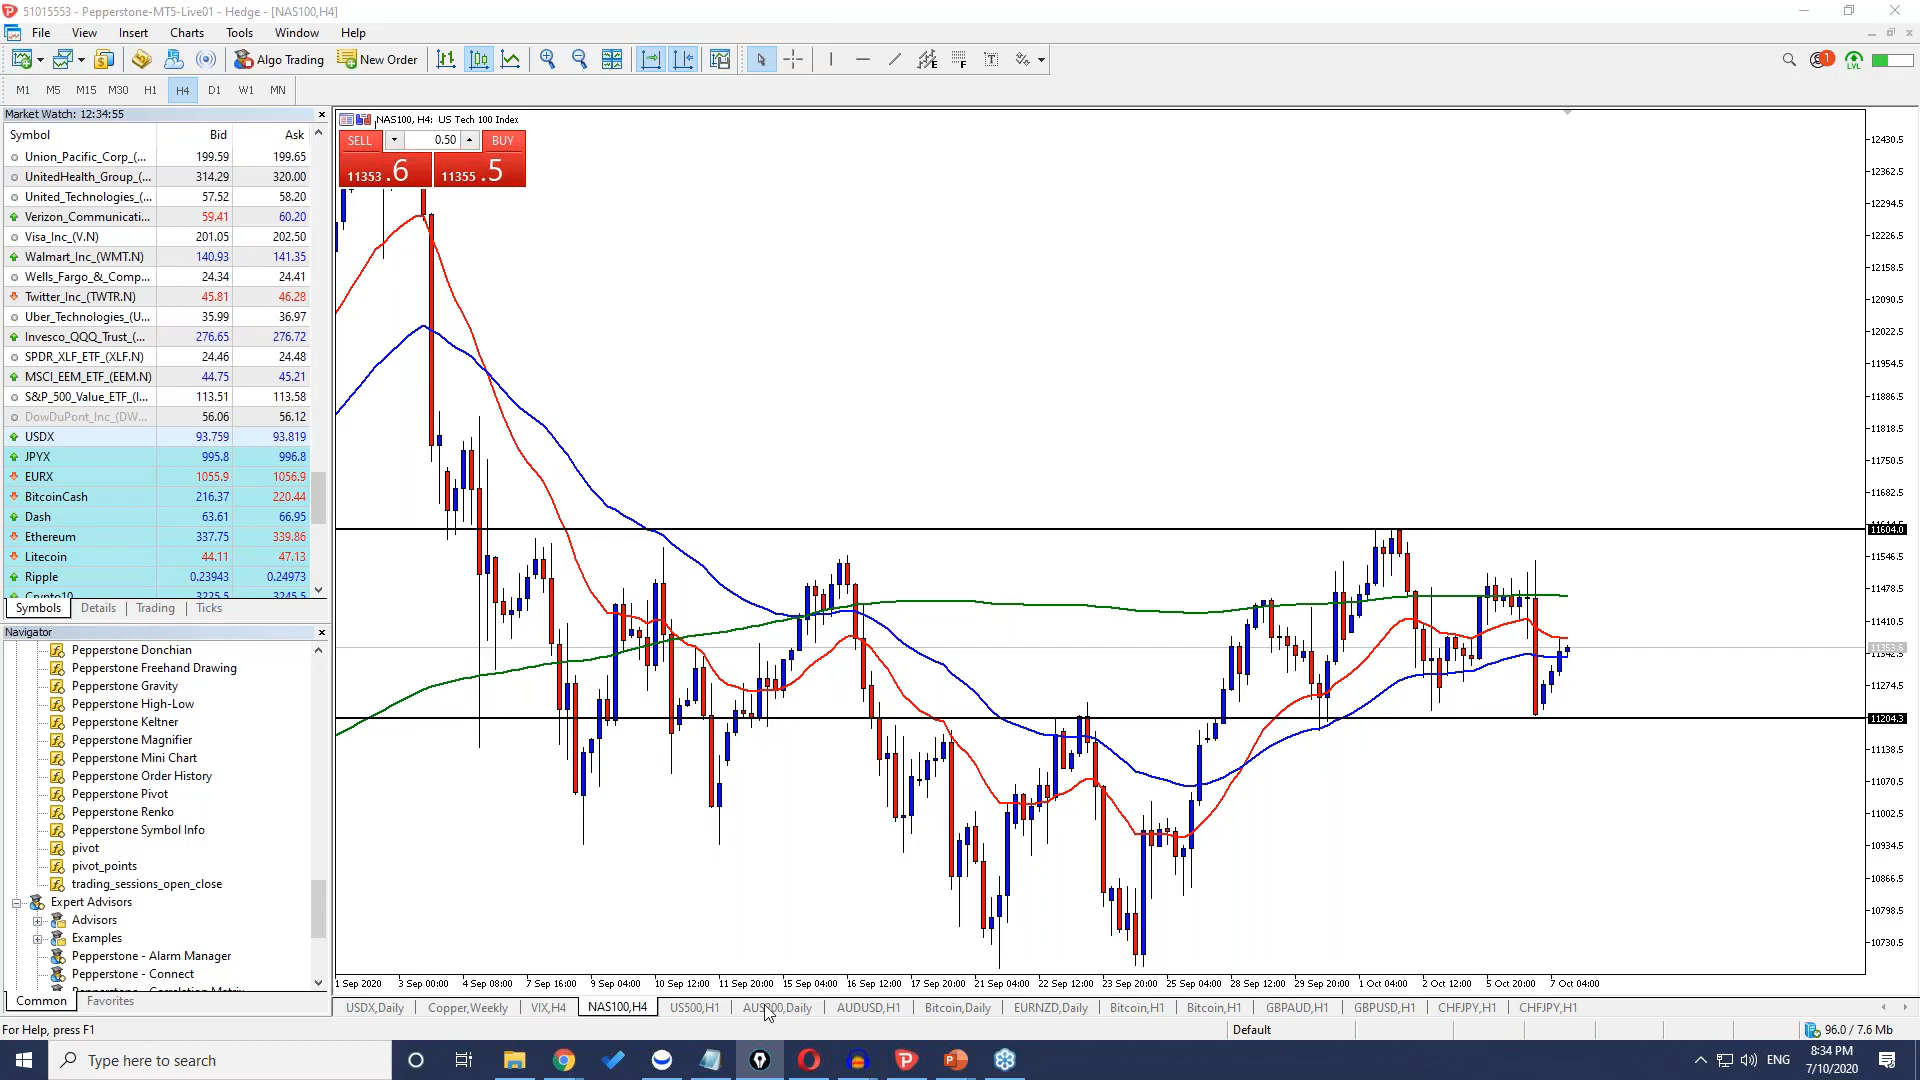 51015553 - Pepperstone-MT5-Live01 - Hedge - [NAS100,H4]
File View Insert Charts Tools Window Help
Algo Trading New Order
1
LVL
M1 M5 M15 M30 H1 H4 D1 W1 MN
Market Watch: 12:34:55
Symbol Bid Ask
Union_Pacific_Corp_(... 199.59 199.65
UnitedHealth_Group_(... 314.29 320.00
United_Technologies_(... 57.52 58.20
Verizon_Communicati... 59.41 60.20
Visa_Inc_(V.N) 201.05 202.50
Walmart_Inc_(WMT.N) 140.93 141.35
Wells_Fargo_&_Comp... 24.34 24.41
Twitter_Inc_(TWTR.N) 45.81 46.28
Uber_Technologies_(U... 35.99 36.97
Invesco_QQQ_Trust_(... 276.65 276.72
SPDR_XLF_ETF_(XLF.N) 24.46 24.48
MSCI_EEM_ETF_(EEM.N) 44.75 45.21
S&P_500_Value_ETF_(I... 113.51 113.58
DowDuPont_Inc_(DW... 56.06 56.12
USDX 93.759 93.819
JPYX 995.8 996.8
EURX 1055.9 1056.9
BitcoinCash 216.37 220.44
Dash 63.61 66.95
Ethereum 337.75 339.86
Litecoin 44.11 47.13
Ripple 0.23943 0.24973
Crypto10 3225.5 3245.5
Symbols Details Trading Ticks
Navigator
Pepperstone Donchian
Pepperstone Freehand Drawing
Pepperstone Gravity
Pepperstone High-Low
Pepperstone Keltner
Pepperstone Magnifier
Pepperstone Mini Chart
Pepperstone Order History
Pepperstone Pivot
Pepperstone Renko
Pepperstone Symbol Info
pivot
pivot_points
trading_sessions_open_close
Expert Advisors
Advisors
Examples
Pepperstone - Alarm Manager
Pepperstone - Connect
Common Favorites
NAS100, H4: US Tech 100 Index
SELL 0.50 BUY
11353 .6 11355 .5
12430.5
12362.5
12294.5
12226.5
12158.5
12090.5
12022.5
11954.5
11886.5
11818.5
11750.5
11682.5
11604.0
11546.5
11478.5
11410.5
11353.6
11342.5
11274.5
11204.3
11138.5
11070.5
11002.5
10934.5
10866.5
10798.5
10730.5
1 Sep 2020 3 Sep 00:00 4 Sep 08:00 7 Sep 16:00 9 Sep 04:00 10 Sep 12:00 11 Sep 20:00 15 Sep 04:00 16 Sep 12:00 17 Sep 20:00 21 Sep 04:00 22 Sep 12:00 23 Sep 20:00 25 Sep 04:00 28 Sep 12:00 29 Sep 20:00 1 Oct 04:00 2 Oct 12:00 5 Oct 20:00 7 Oct 04:00
USDX,Daily Copper,Weekly VIX,H4 NAS100,H4 US500,H1 AUS200,Daily AUDUSD,H1 Bitcoin,Daily EURNZD,Daily Bitcoin,H1 Bitcoin,H1 GBPAUD,H1 GBPUSD,H1 CHFJPY,H1 CHFJPY,H1
For Help, press F1 Default 96.0 / 7.6 Mb
Type here to search
ENG
8:34 PM
7/10/2020